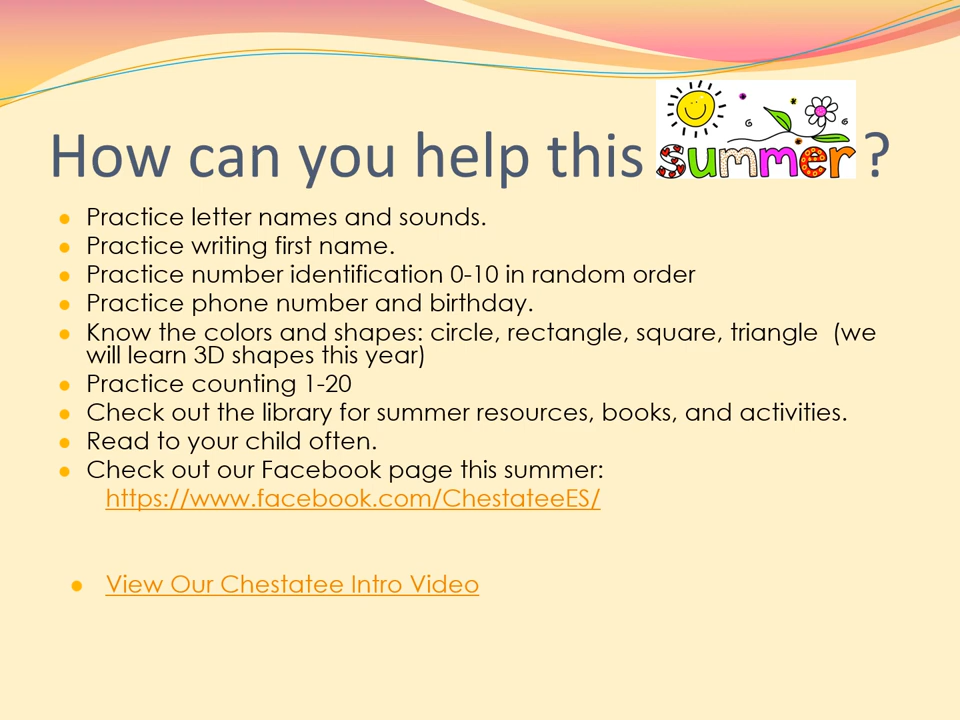 How can you help this summer ?
Practice letter names and sounds.
Practice writing first name.
Practice number identification 0-10 in random order
Practice phone number and birthday.
Know the colors and shapes: circle, rectangle, square, triangle (we
will learn 3D shapes this year)
Practice counting 1-20
Check out the library for summer resources, books, and activities.
Read to your child often.
Check out our Facebook page this summer:
https://www.facebook.com/ChestateeES/
View Our Chestatee Intro Video